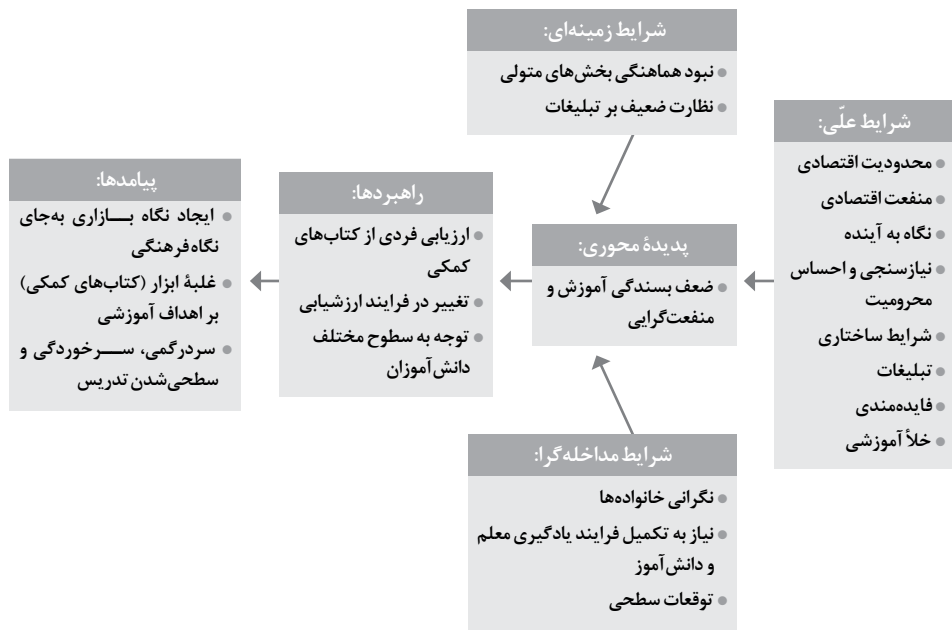 شرایط زمینه‌ای:
نبود هماهنگی بخش‌های متولی
نظارت ضعیف بر تبلیغات
شرایط علّی:
محدودیت اقتصادی
منفعت اقتصادی
نگاه به آینده
نیازسنجی و احساس
محرومیت
شرایط ساختاری
تبلیغات
فایده‌مندی
خلأ آموزشی
پدیدهٔ محوری:
ضعف بسندگی آموزش و
منفعت‌گرایی
راهبردها:
ارزیابی فردی از کتاب‌های
کمکی
تغییر در فرایند ارزشیابی
توجه به سطوح مختلف
دانش‌آموزان
پیامدها:
ایجاد نگاه بـــازاری به‌جای
نگاه فرهنگی
غلبهٔ ابزار (کتاب‌های کمکی)
بر اهداف آموزشی
سردرگمی، ســـرخوردگی و
سطحی‌شدن تدریس
شرایط مداخله‌گرا:
نگرانی خانواده‌ها
نیاز به تکمیل فرایند یادگیری معلم
و دانش‌آموز
توقعات سطحی